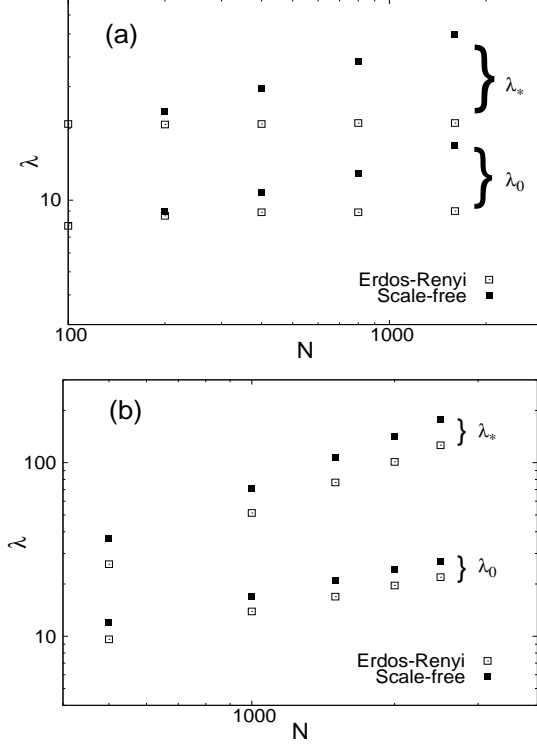 (a)
λ*
λ
λ0
10
Erdos-Renyi
Scale-free
100
1000
N
(b)
λ*
100
λ
λ0
10
Erdos-Renyi
Scale-free
1000
N